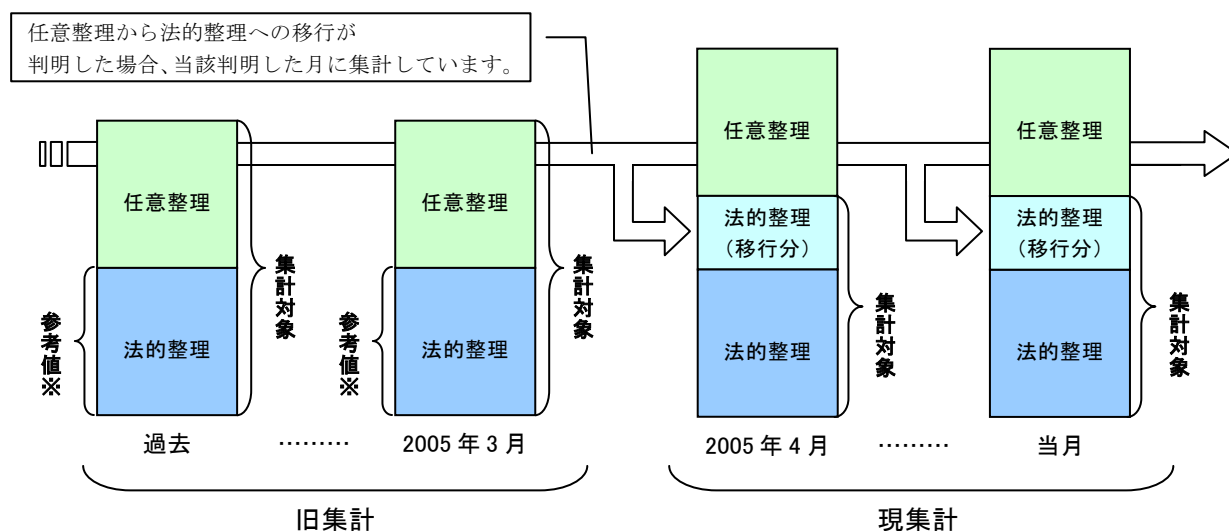 任意整理から法的整理への移行が
判明した場合、当該判明した月に集計しています。
任意整理
法的整理
参考値※
集計対象
過去
………
任意整理
法的整理
参考値※
集計対象
2005年3月
任意整理
法的整理
（移行分）
法的整理
集計対象
2005年4月
………
任意整理
法的整理
（移行分）
法的整理
集計対象
当月
旧集計
現集計